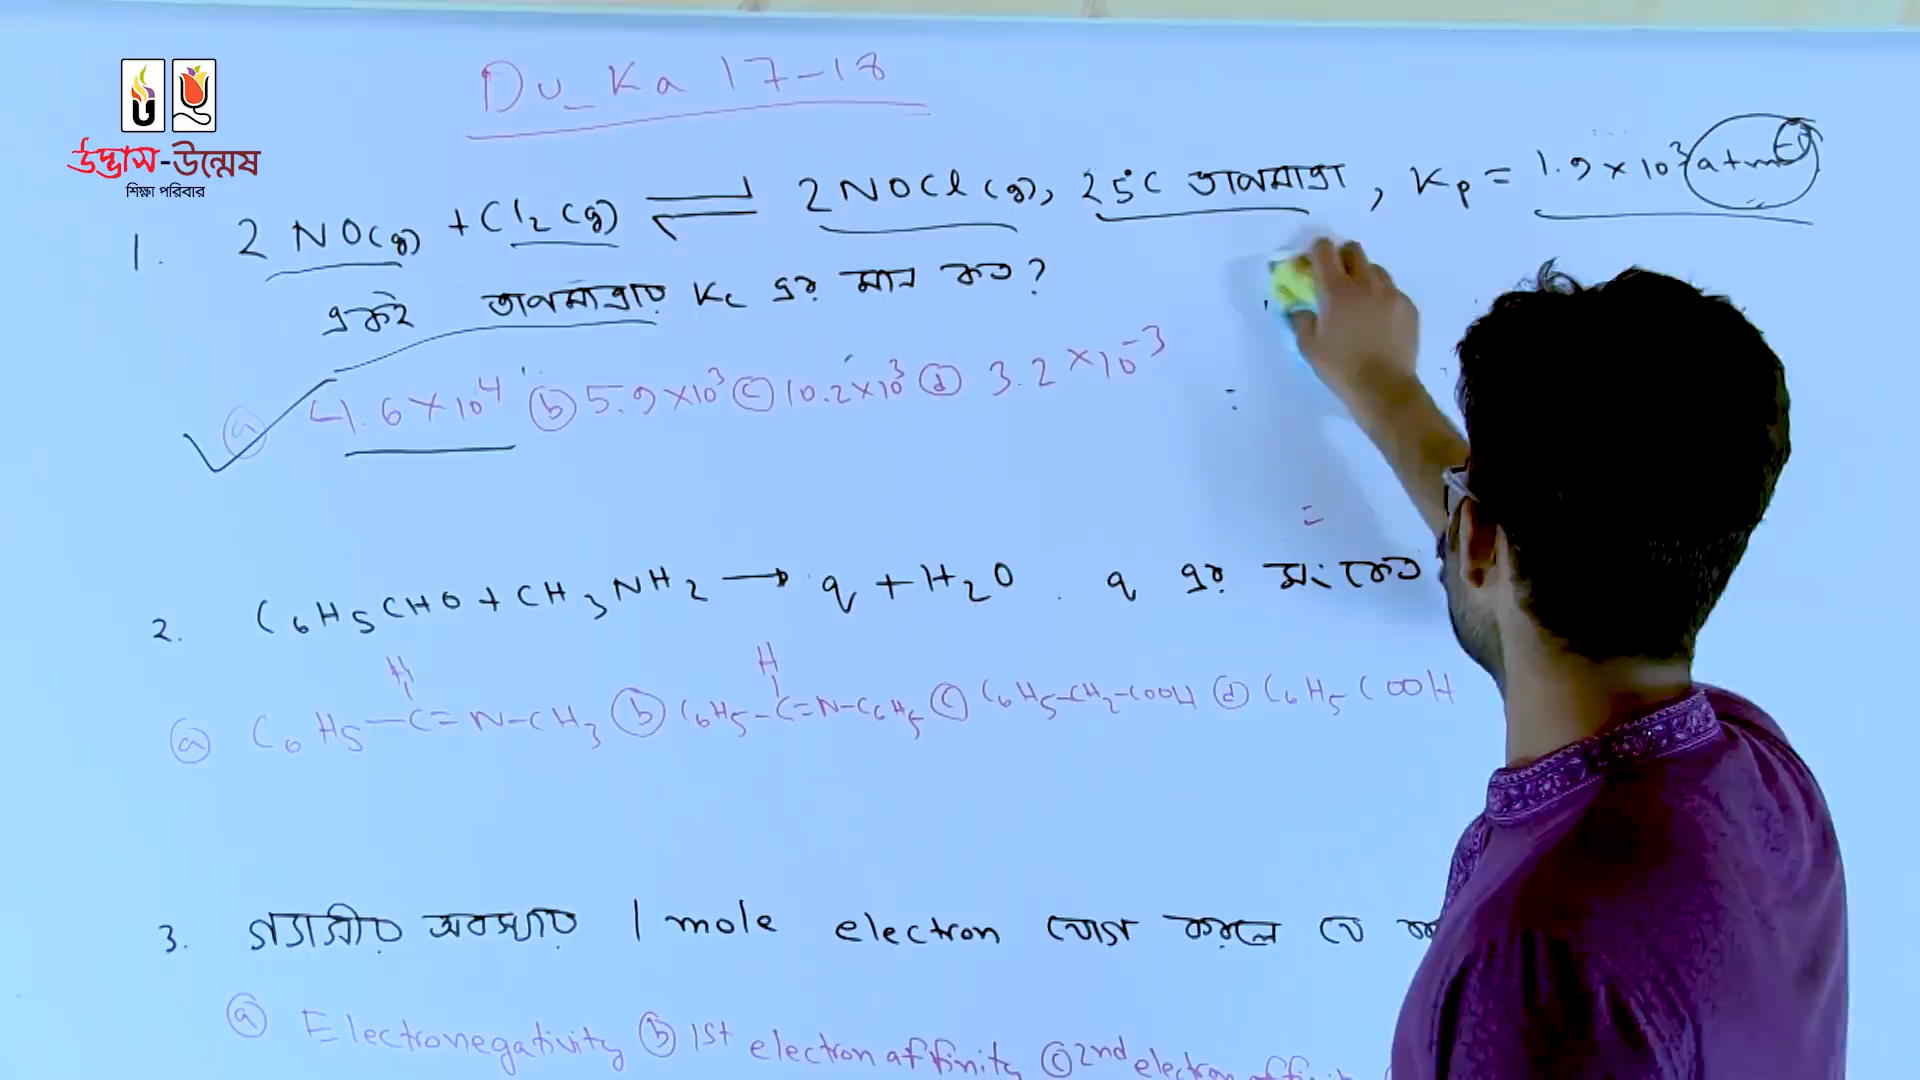 উদ্ভাস-উন্মেষ
শিক্ষা পরিবার
Du_Ka 17-18
1. 2 NO(g) + Cl₂(g) ⇌ 2NOCl(g), 25°C তাপমাত্রা, Kp = 1.9×10³ atm⁻¹
একই তাপমাত্রায় Kc এর মান কত?
ⓐ 4.6×10⁴ ⓑ 5.9×10³ ⓒ 10.2×10³ ⓓ 3.2×10⁻³
=
2. C₆H₅CHO + CH₃NH₂ → q + H₂O . q এর সংকেত
H H
ⓐ C₆H₅—C=N—CH₃ ⓑ C₆H₅—C=N—C₆H₅ ⓒ C₆H₅—CH₂—COOH ⓓ C₆H₅COOH
3. গ্যাসীয় অবস্থায় 1 mole electron যোগ করলে যে
ⓐ Electronegativity ⓑ 1st electron affinity ⓒ 2nd electron